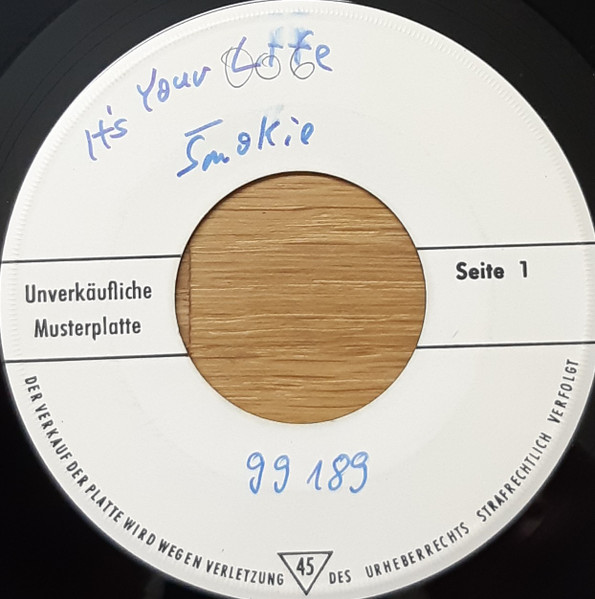 It's Your Life
Smokie
Unverkäufliche
Musterplatte
Seite 1
99 189
DER VERKAUF DER PLATTE WIRD WEGEN VERLETZUNG DES URHEBERRECHTS STRAFRECHTLICH VERFOLGT
45